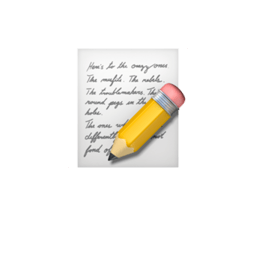 Here's to the crazy ones
The misfits. The rebels.
The troublemakers. The
round pegs in the
holes.
The ones
different
fond of